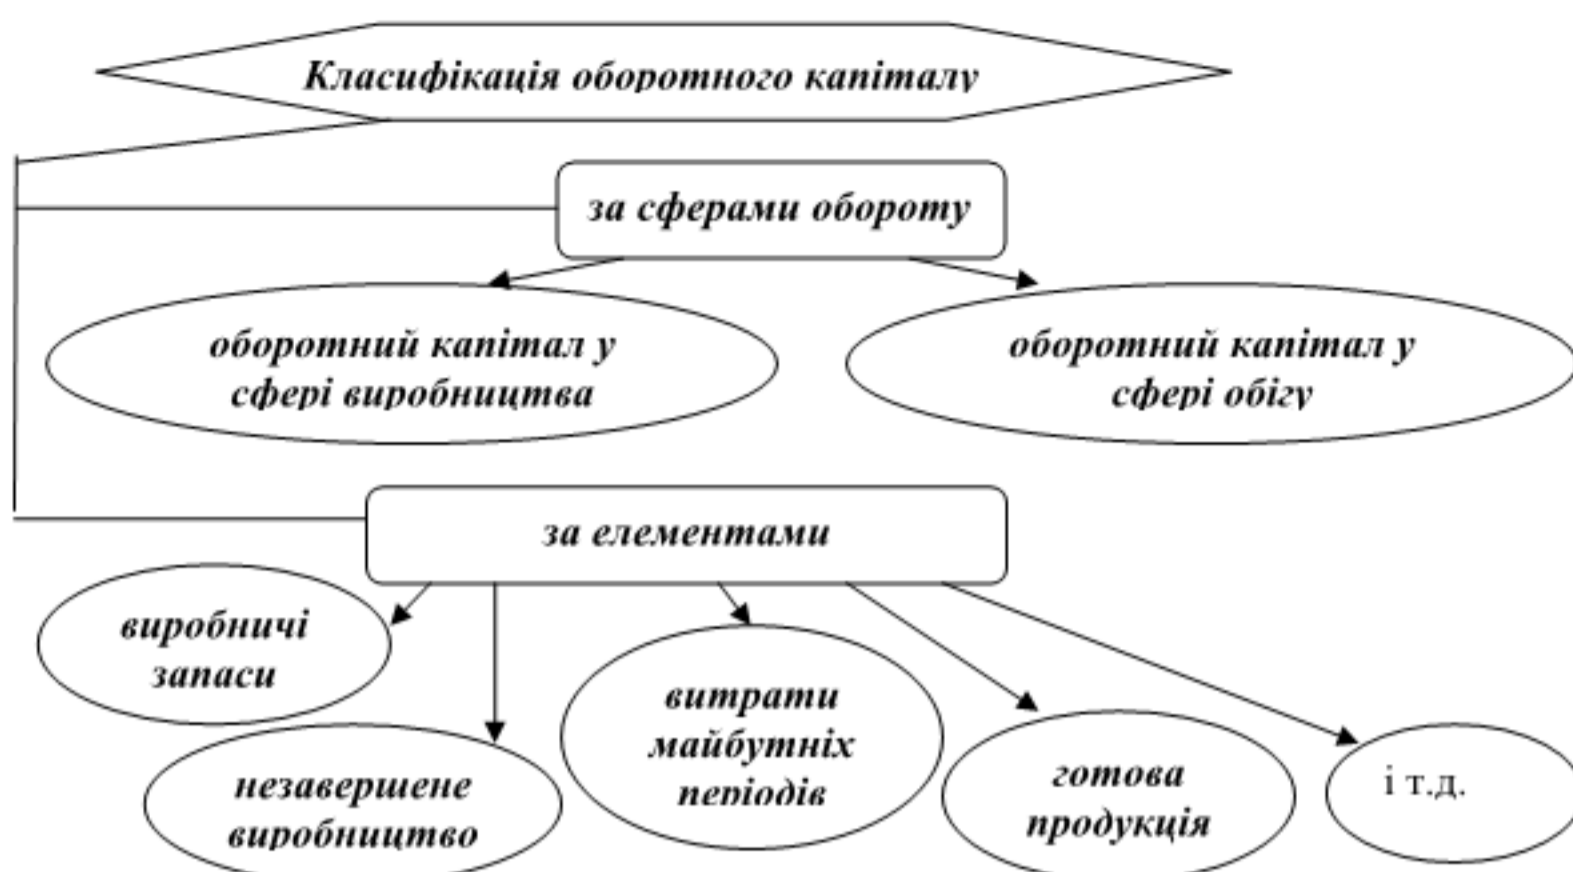 Класифікація оборотного капіталу
за сферами обороту
оборотний капітал у
сфері виробництва
оборотний капітал у
сфері обігу
за елементами
виробничі
запаси
незавершене
виробництво
витрати
майбутніх
періодів
готова
продукція
і т.д.